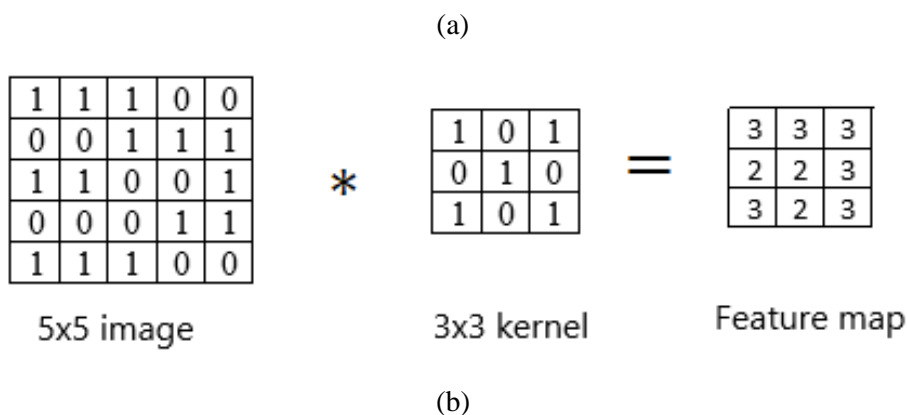 (a)
1 1 1 0 0
0 0 1 1 1
1 1 0 0 1
0 0 0 1 1
1 1 1 0 0
*
1 0 1
0 1 0
1 0 1
=
3 3 3
2 2 3
3 2 3
5x5 image
3x3 kernel
Feature map
(b)